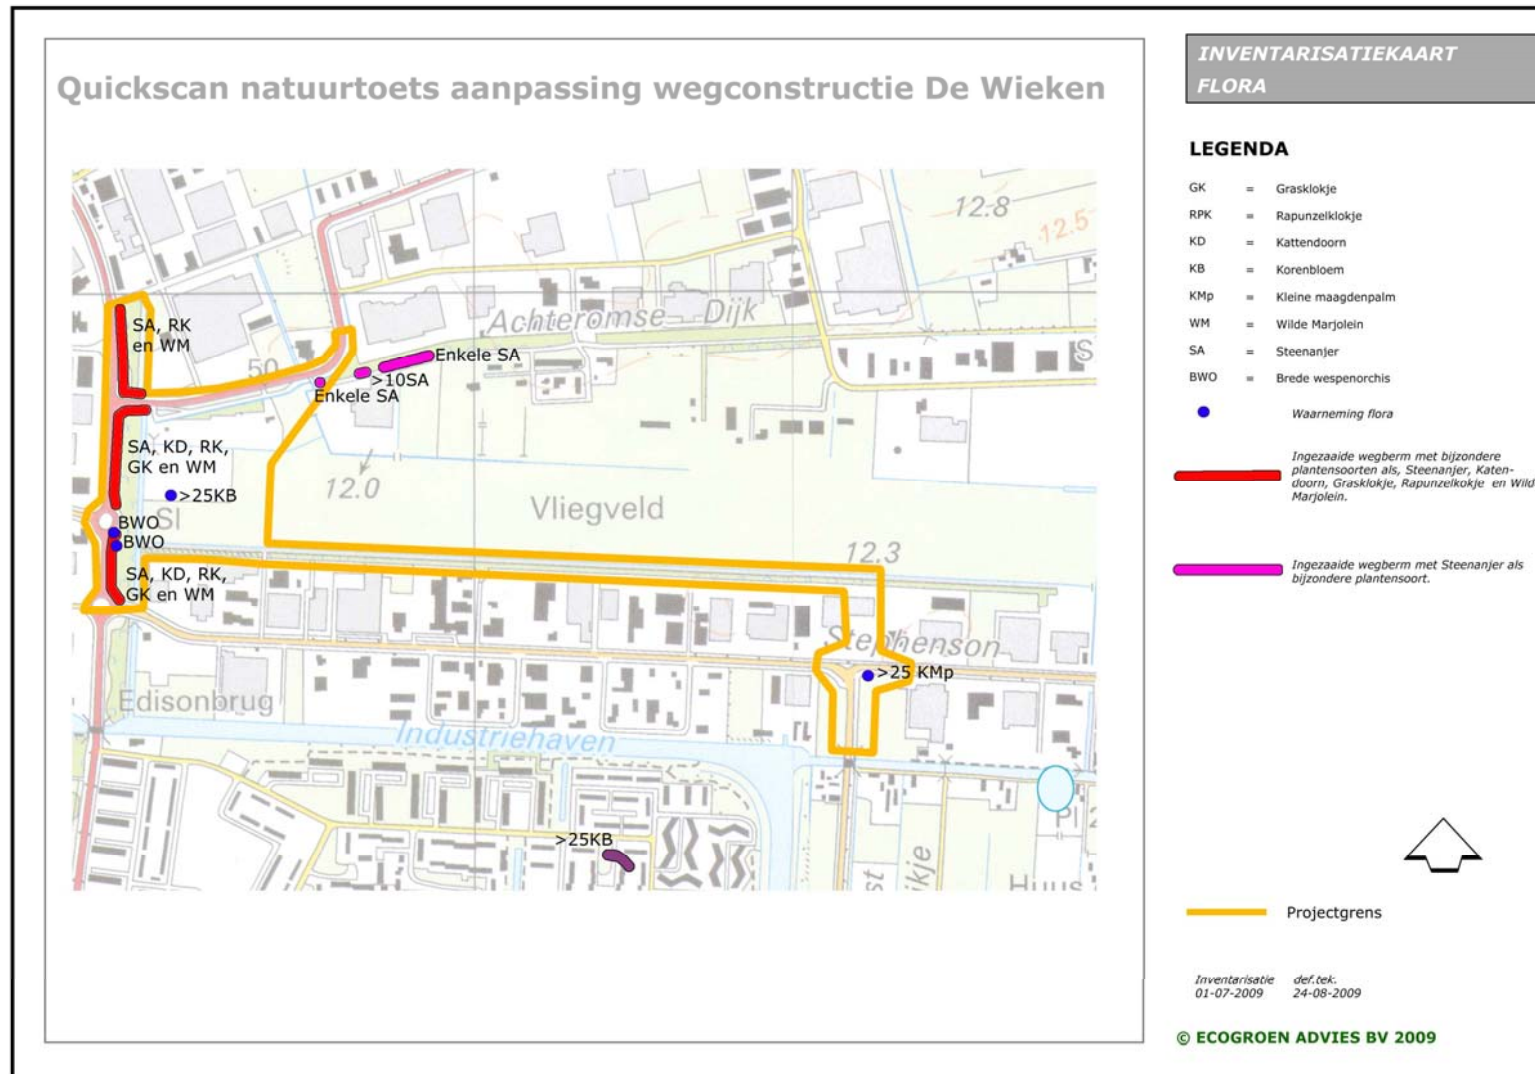 Quickscan natuurtoets aanpassing wegconstructie De Wieken
12.8
12.5
Achteromse Dijk
S
SA, RK
en WM
50
Enkele SA
>10SA
Enkele SA
SA, KD, RK,
GK en WM
12.0
>25KB
Vliegveld
SI
BWO
BWO
12.3
SA, KD, RK,
GK en WM
Stephenson
>25 KMp
Edisonbrug
Industriehaven
>25KB
INVENTARISATIEKAART
FLORA
LEGENDA
GK = Grasklokje
RPK = Rapunzelklokje
KD = Kattendoorn
KB = Korenbloem
KMp = Kleine maagdenpalm
WM = Wilde Marjolein
SA = Steenanjer
BWO = Brede wespenorchis
Waarneming flora
Ingezaaide wegberm met bijzondere
plantensoorten als, Steenanjer, Katen-
doorn, Grasklokje, Rapunzelkokje en Wild
Marjolein.
Ingezaaide wegberm met Steenanjer als
bijzondere plantensoort.
Projectgrens
Inventarisatie def.tek.
01-07-2009 24-08-2009
© ECOGROEN ADVIES BV 2009